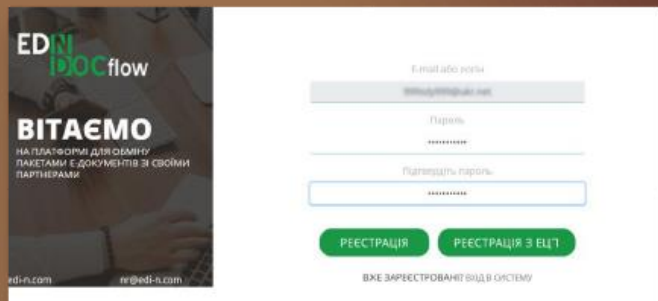 EDIN
DOCflow
ВІТАЄМО
НА ПЛАТФОРМІ ДЛЯ ОБМІНУ
ПАКЕТАМИ Е-ДОКУМЕНТІВ ЗІ СВОЇМИ
ПАРТНЕРАМИ
edi-n.com nr@edi-n.com
E-mail або логін
Пароль
•••••••••••
Підтвердіть пароль
•••••••••••
РЕЄСТРАЦІЯ РЕЄСТРАЦІЯ З ЕЦП
ВЖЕ ЗАРЕЄСТРОВАНІ? ВХІД В СИСТЕМУ